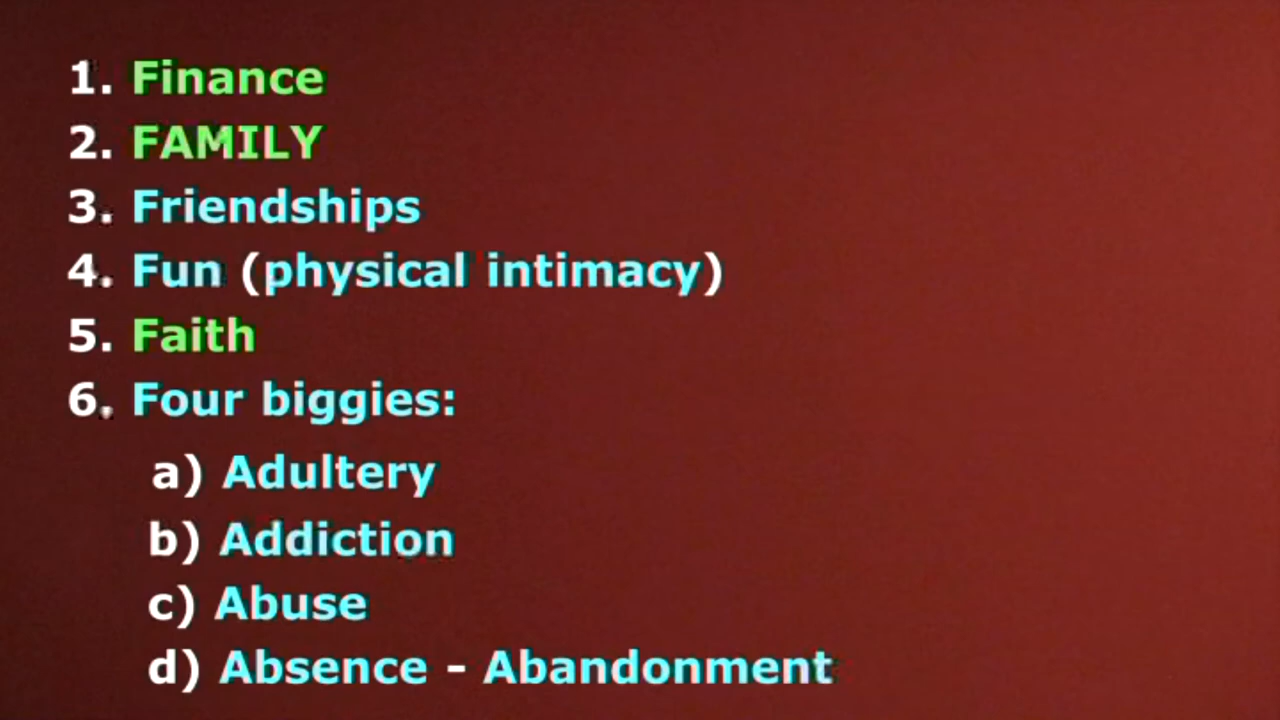 1. Finance
2. FAMILY
3. Friendships
4. Fun (physical intimacy)
5. Faith
6. Four biggies:
a) Adultery
b) Addiction
c) Abuse
d) Absence - Abandonment